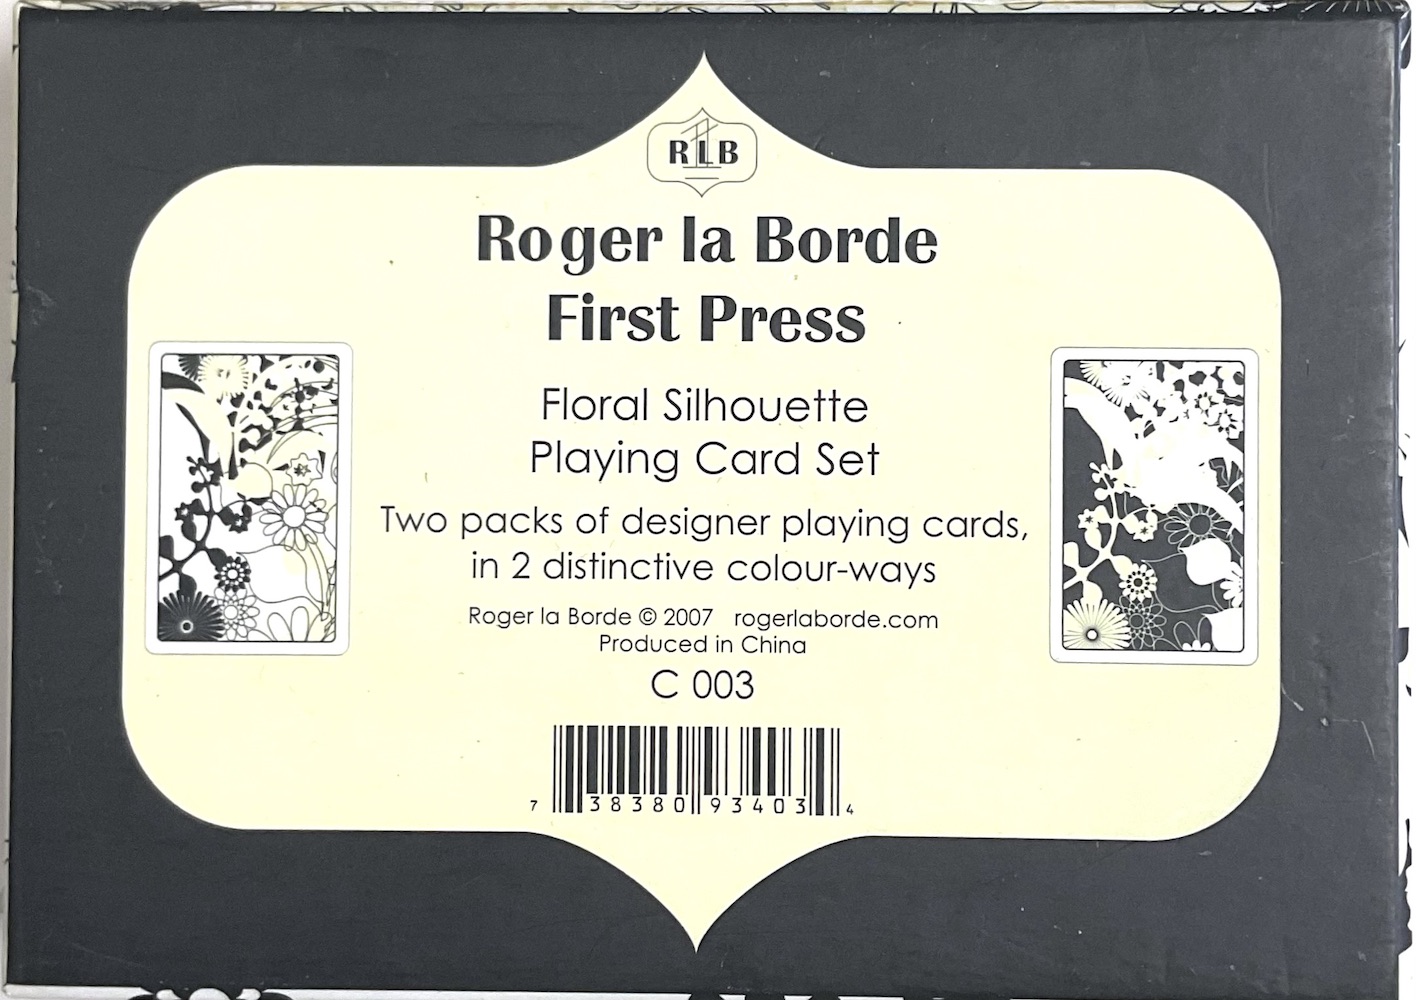 RLB
Roger la Borde
First Press
Floral Silhouette
Playing Card Set
Two packs of designer playing cards,
in 2 distinctive colour-ways
Roger la Borde © 2007 rogerlaborde.com
Produced in China
C 003
7 38380 93403 4